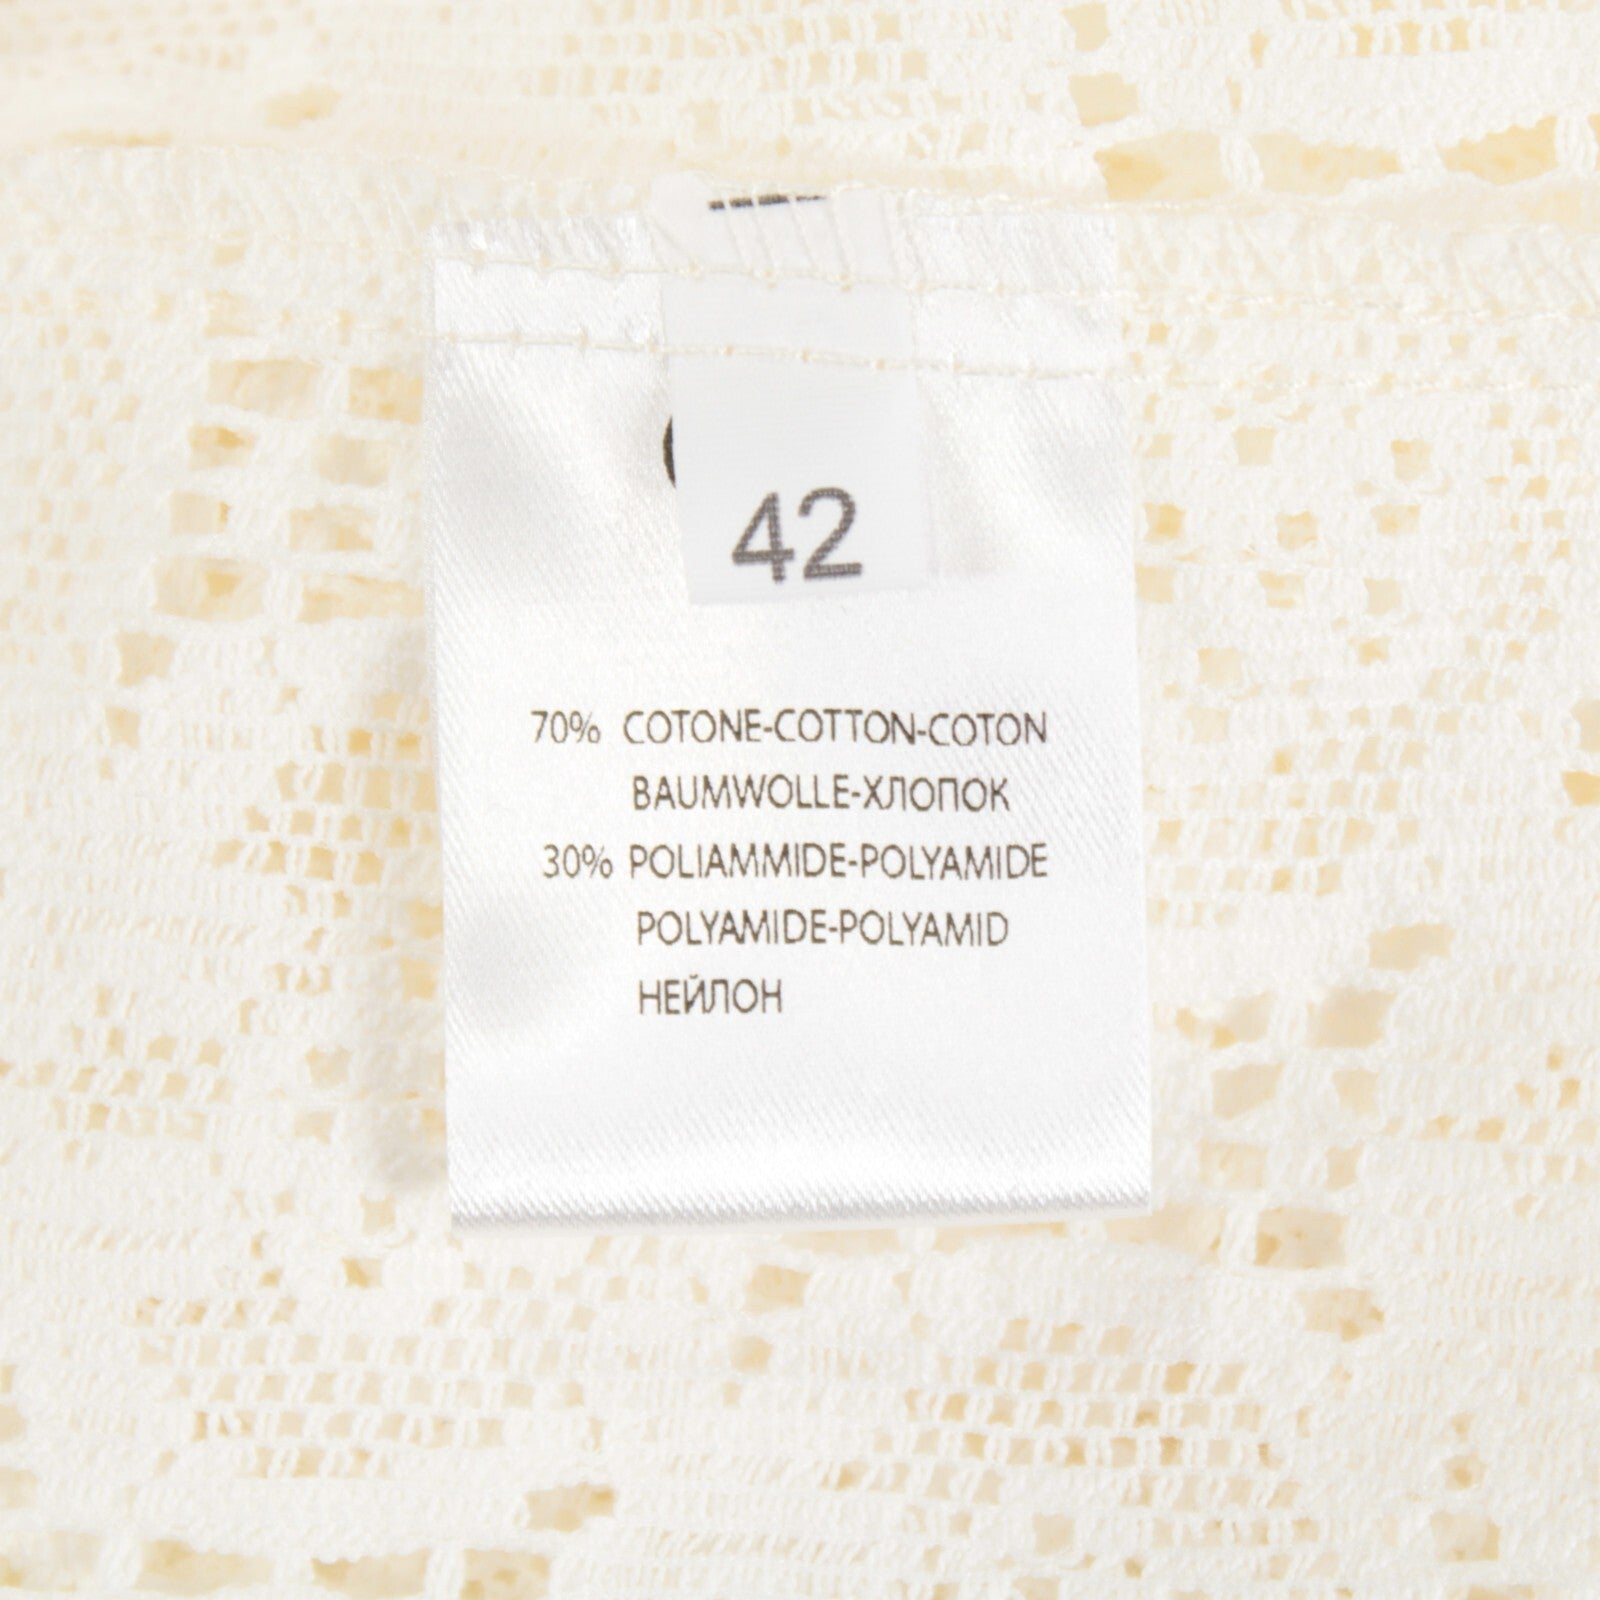 42
70% COTONE-COTTON-COTON
BAUMWOLLE-ХЛОПОК
30% POLIAMMIDE-POLYAMIDE
POLYAMIDE-POLYAMID
НЕЙЛОН